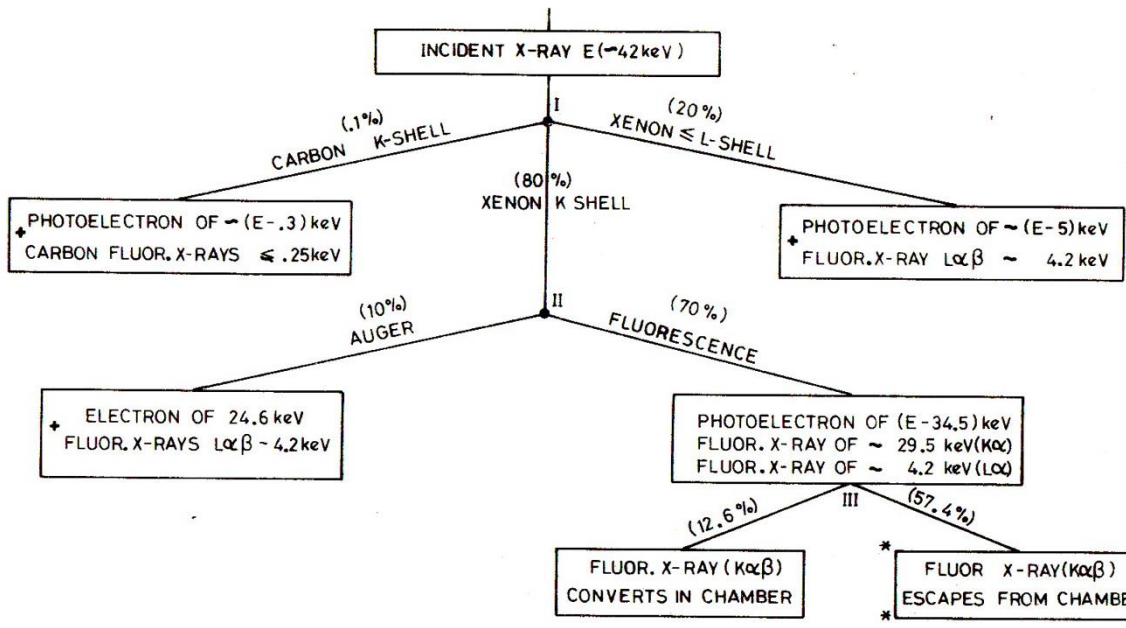 INCIDENT X-RAY E(~42keV)
I
(.1%)
CARBON K-SHELL
(20%)
XENON ≤ L-SHELL
(80%)
XENON K SHELL
+ PHOTOELECTRON OF ~ (E-.3) keV
CARBON FLUOR.X-RAYS ≤ .25keV
+ PHOTOELECTRON OF ~ (E-5) keV
FLUOR.X-RAY Lαβ ~ 4.2 keV
II
(10%)
AUGER
(70%)
FLUORESCENCE
+ ELECTRON OF 24.6 keV
FLUOR.X-RAYS Lαβ ~4.2keV
PHOTOELECTRON OF (E-34.5) keV
FLUOR.X-RAY OF ~ 29.5 keV(Kα)
FLUOR.X-RAY OF ~ 4.2 keV(Lα)
III
(12.6%)
(57.4%)
FLUOR. X-RAY (Kαβ)
CONVERTS IN CHAMBER
* FLUOR X-RAY(Kαβ)
ESCAPES FROM CHAMBE
*